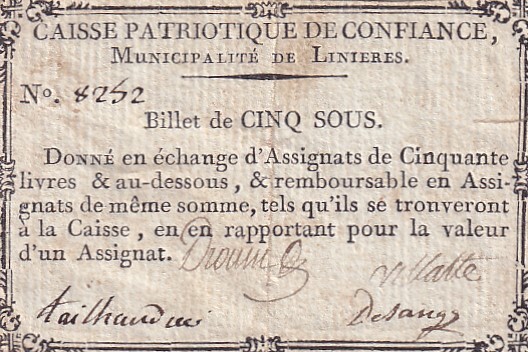 CAISSE PATRIOTIQUE DE CONFIANCE,
MUNICIPALITÉ DE LINIERES.
No. 8252
Billet de CINQ SOUS.
DONNÉ en échange d'Assignats de Cinquante
livres & au-dessous, & remboursable en Assi-
gnats de même somme, tels qu'ils se tronveront
à la Caisse, en en rapportant pour la valeur
d'un Assignat.